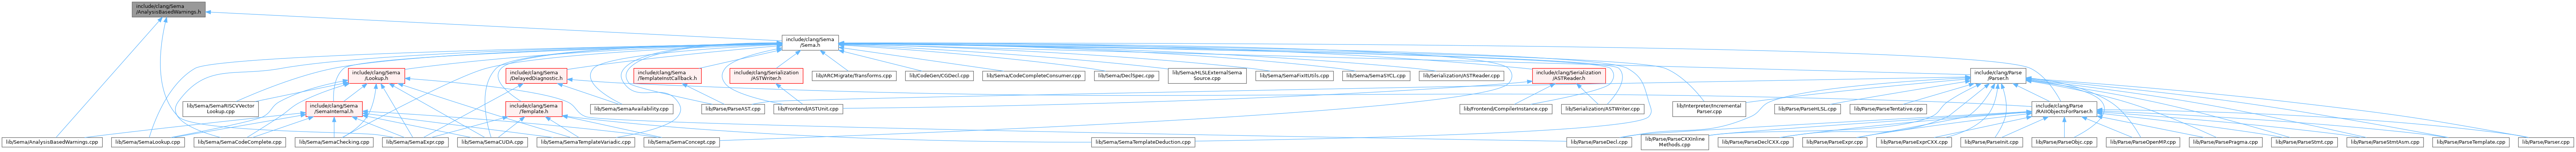 include/clang/Sema
/AnalysisBasedWarnings.h
include/clang/Sema
/Sema.h
include/clang/Sema
/Lookup.h
include/clang/Sema
/DelayedDiagnostic.h
include/clang/Sema
/TemplateInstCallback.h
include/clang/Serialization
/ASTWriter.h
lib/ARCMigrate/Transforms.cpp
lib/CodeGen/CGDecl.cpp
lib/Sema/CodeCompleteConsumer.cpp
lib/Sema/DeclSpec.cpp
lib/Sema/HLSLExternalSema
Source.cpp
lib/Sema/SemaFixItUtils.cpp
lib/Sema/SemaSYCL.cpp
lib/Serialization/ASTReader.cpp
include/clang/Serialization
/ASTReader.h
include/clang/Parse
/Parser.h
lib/Sema/SemaRISCVVector
Lookup.cpp
include/clang/Sema
/SemaInternal.h
include/clang/Sema
/Template.h
lib/Sema/SemaAvailability.cpp
lib/Parse/ParseAST.cpp
lib/Frontend/ASTUnit.cpp
lib/Frontend/CompilerInstance.cpp
lib/Serialization/ASTWriter.cpp
lib/Interpreter/Incremental
Parser.cpp
lib/Parse/ParseHLSL.cpp
lib/Parse/ParseTentative.cpp
include/clang/Parse
/RAIIObjectsForParser.h
lib/Sema/AnalysisBasedWarnings.cpp
lib/Sema/SemaLookup.cpp
lib/Sema/SemaCodeComplete.cpp
lib/Sema/SemaChecking.cpp
lib/Sema/SemaExpr.cpp
lib/Sema/SemaCUDA.cpp
lib/Sema/SemaTemplateVariadic.cpp
lib/Sema/SemaConcept.cpp
lib/Sema/SemaTemplateDeduction.cpp
lib/Parse/ParseDecl.cpp
lib/Parse/ParseCXXInline
Methods.cpp
lib/Parse/ParseDeclCXX.cpp
lib/Parse/ParseExpr.cpp
lib/Parse/ParseExprCXX.cpp
lib/Parse/ParseInit.cpp
lib/Parse/ParseObjc.cpp
lib/Parse/ParseOpenMP.cpp
lib/Parse/ParsePragma.cpp
lib/Parse/ParseStmt.cpp
lib/Parse/ParseStmtAsm.cpp
lib/Parse/ParseTemplate.cpp
lib/Parse/Parser.cpp